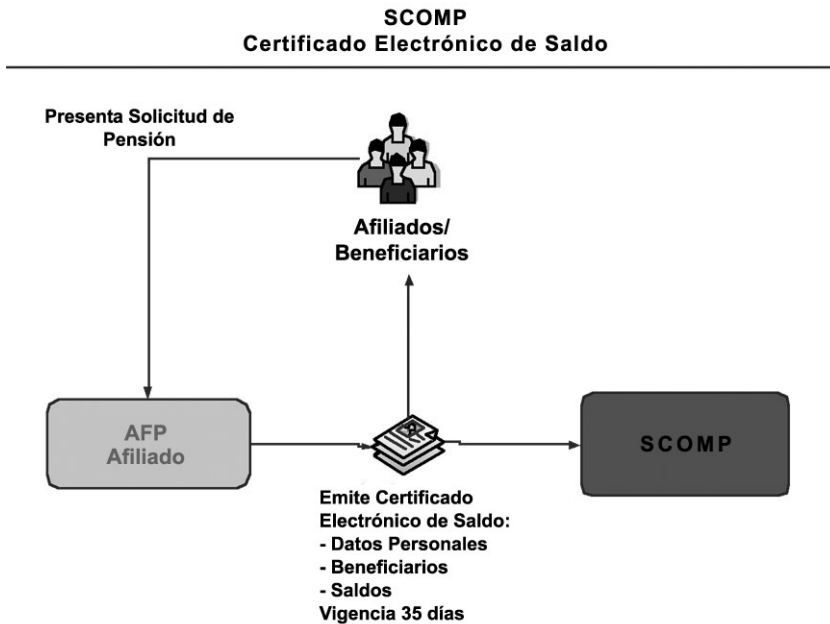 SCOMP
Certificado Electrónico de Saldo
Presenta Solicitud de
Pensión
Afiliados/
Beneficiarios
AFP
Afiliado
SCOMP
Emite Certificado
Electrónico de Saldo:
- Datos Personales
- Beneficiarios
- Saldos
Vigencia 35 días